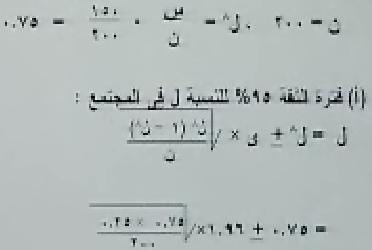 ن = ٢٠٠ ، ل^ = س/ن = ١٥٠/٢٠٠ = ٠,٧٥
(أ) فترة الثقة ٩٥% للنسبة ل في المجتمع :
ل = ل^ ± ى × √(ل^ (١ - ل^)/ن)
= ٠,٧٥ ± ١,٩٦ × √(٠,٧٥ × ٠,٢٥/٢٠٠)